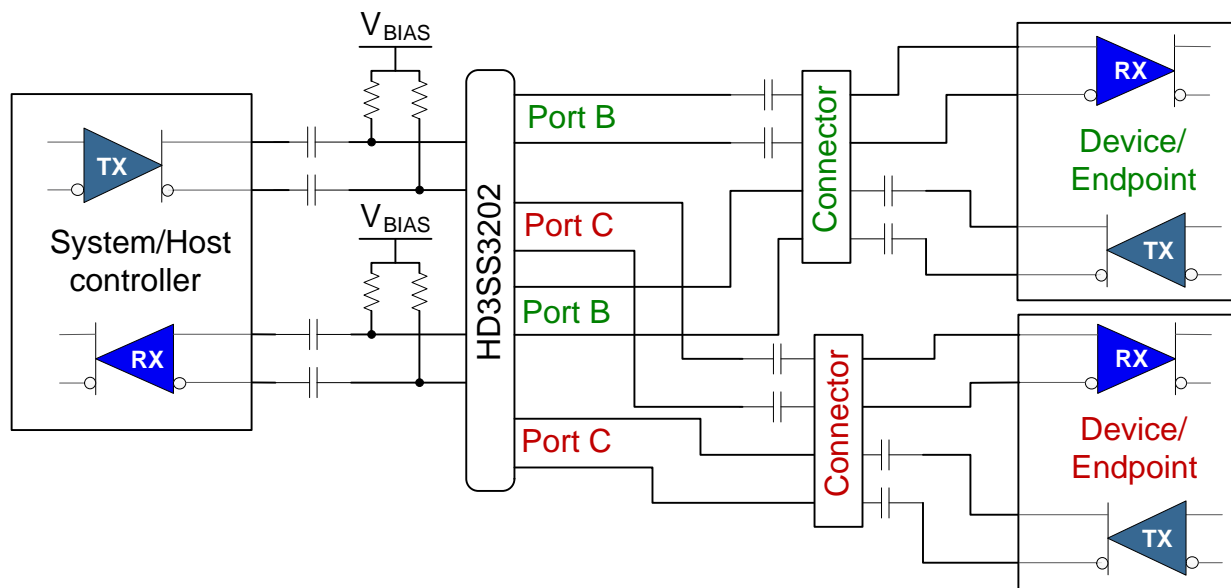 VBIAS
TX
System/Host
controller
RX
VBIAS
HD3SS3202
Port B
Port C
Port B
Port C
Connector
Connector
RX
Device/
Endpoint
TX
RX
Device/
Endpoint
TX